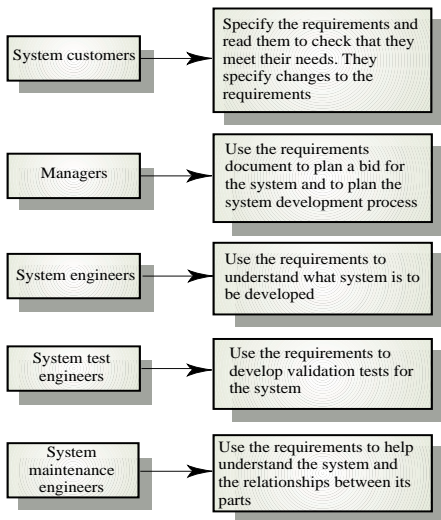 System customers
Specify the requirements and
read them to check that they
meet their needs. They
specify changes to the
requirements
Managers
Use the requirements
document to plan a bid for
the system and to plan the
system development process
System engineers
Use the requirements to
understand what system is to
be developed
System test
engineers
Use the requirements to
develop validation tests for
the system
System
maintenance
engineers
Use the requirements to help
understand the system and
the relationships between its
parts